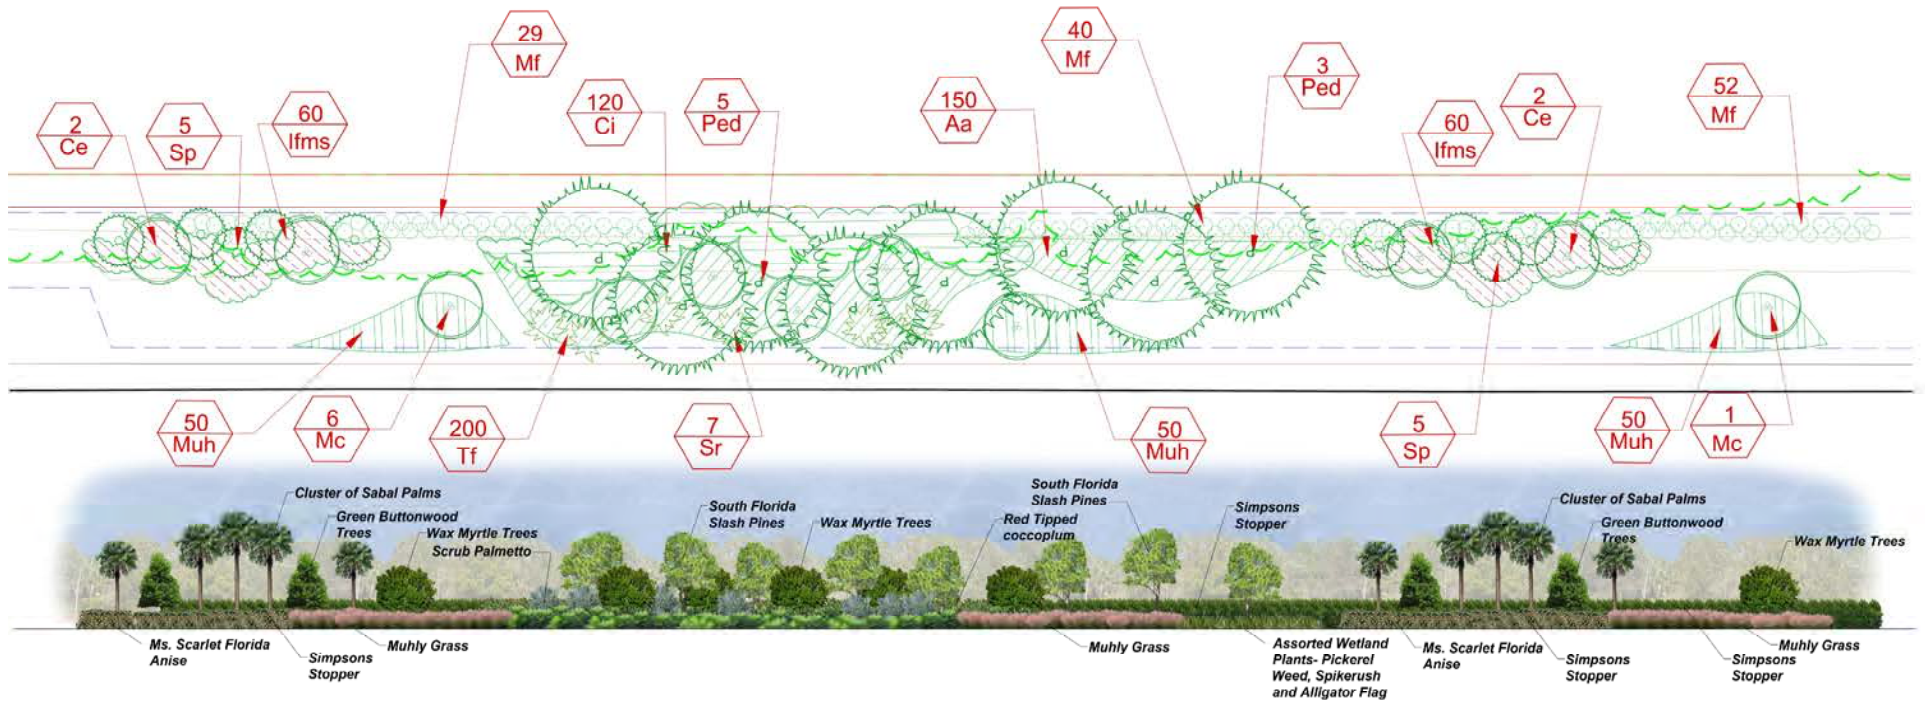 29
Mf
40
Mf
3
Ped
52
Mf
2
Ce
5
Sp
60
Ifms
120
Ci
5
Ped
150
Aa
60
Ifms
2
Ce
50
Muh
6
Mc
200
Tf
7
Sr
50
Muh
5
Sp
50
Muh
1
Mc
Cluster of Sabal Palms
Green Buttonwood
Trees
Wax Myrtle Trees
Scrub Palmetto
South Florida
Slash Pines
Wax Myrtle Trees
Red Tipped
coccoplum
South Florida
Slash Pines
Simpsons
Stopper
Cluster of Sabal Palms
Green Buttonwood
Trees
Wax Myrtle Trees
Ms. Scarlet Florida
Anise
Simpsons
Stopper
Muhly Grass
Muhly Grass
Assorted Wetland
Plants- Pickerel
Weed, Spikerush
and Alligator Flag
Ms. Scarlet Florida
Anise
Simpsons
Stopper
Simpsons
Stopper
Muhly Grass